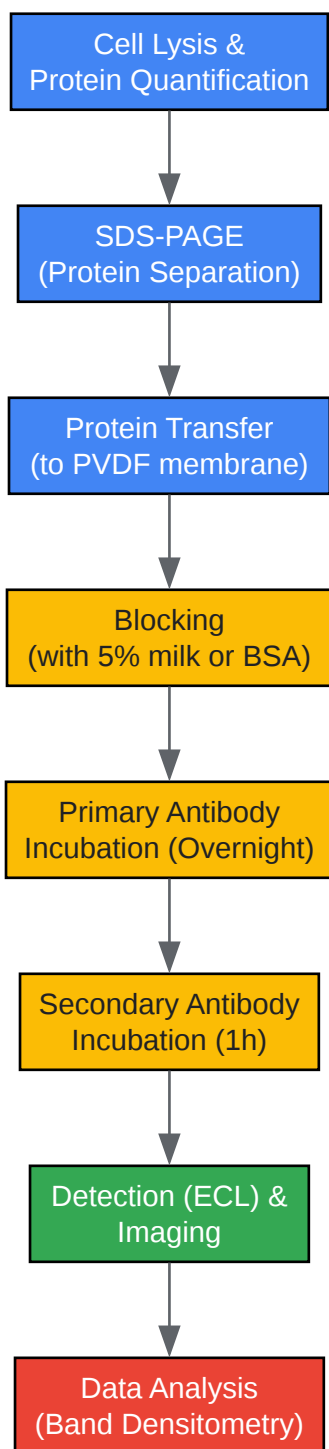 Cell Lysis &
Protein Quantification
SDS-PAGE
(Protein Separation)
Protein Transfer
(to PVDF membrane)
Blocking
(with 5% milk or BSA)
Primary Antibody
Incubation (Overnight)
Secondary Antibody
Incubation (1h)
Detection (ECL) &
Imaging
Data Analysis
(Band Densitometry)